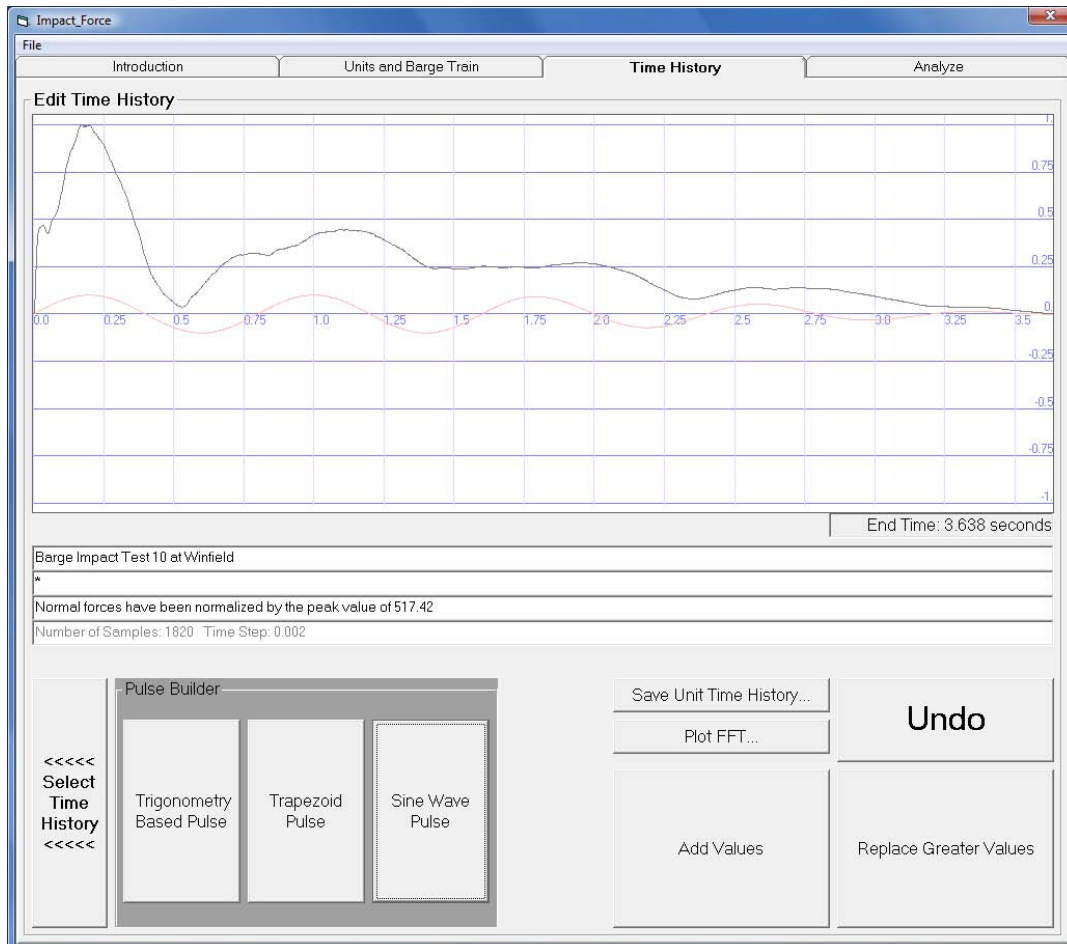 Impact_Force
File
Introduction
Units and Barge Train
Time History
Analyze
Edit Time History
1.
0.75
0.5
0.25
0.
0.0 0.25 0.5 0.75 1.0 1.25 1.5 1.75 2.0 2.25 2.5 2.75 3.0 3.25 3.5
-0.25
-0.5
-0.75
-1.
End Time: 3.638 seconds
Barge Impact Test 10 at Winfield
*
Normal forces have been normalized by the peak value of 517.42
Number of Samples: 1820 Time Step: 0.002
<<<<<
Select
Time
History
<<<<<
Pulse Builder
Trigonometry
Based Pulse
Trapezoid
Pulse
Sine Wave
Pulse
Save Unit Time History...
Plot FFT...
Undo
Add Values
Replace Greater Values